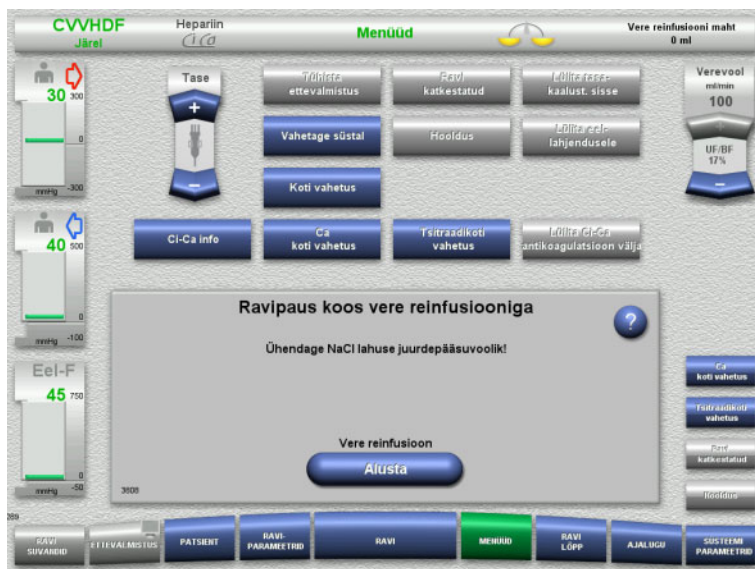 CVVHDF
Järel
Heparin
Ci Ca
Menüüd
Vere reinfusiooni maht
0 ml
30
300
0
mmHg
-300
40
500
0
mmHg
-100
Eel-F
45
750
0
mmHg
-50
Tase
+
−
Tühista
ettevalmistus
Ravi
katkestatud
Lülita tase-
kaalust. sisse
Vahetage süstal
Hooldus
Lülita eel-
lahjendusele
Koti vahetus
Ci-Ca info
Ca
koti vahetus
Tsitraadikoti
vahetus
Lülita Ci-Ca
antikoagulatsioon välja
Verevool
ml/min
100
UF/BF
17%
−
Ravipaus koos vere reinfusiooniga
?
Ühendage NaCl lahuse juurdepääsuvoolik!
Vere reinfusioon
Alusta
3808
Ca
koti vahetus
Tsitraadikoti
vahetus
Ravi
katkestatud
Hooldus
RAVI
SUVANDID
ETTEVALMISTUS
PATSIENT
RAVI-
PARAMEETRID
RAVI
MENÜÜD
RAVI
LÕPP
AJALUGU
SÜSTEEMI
PARAMEETRID